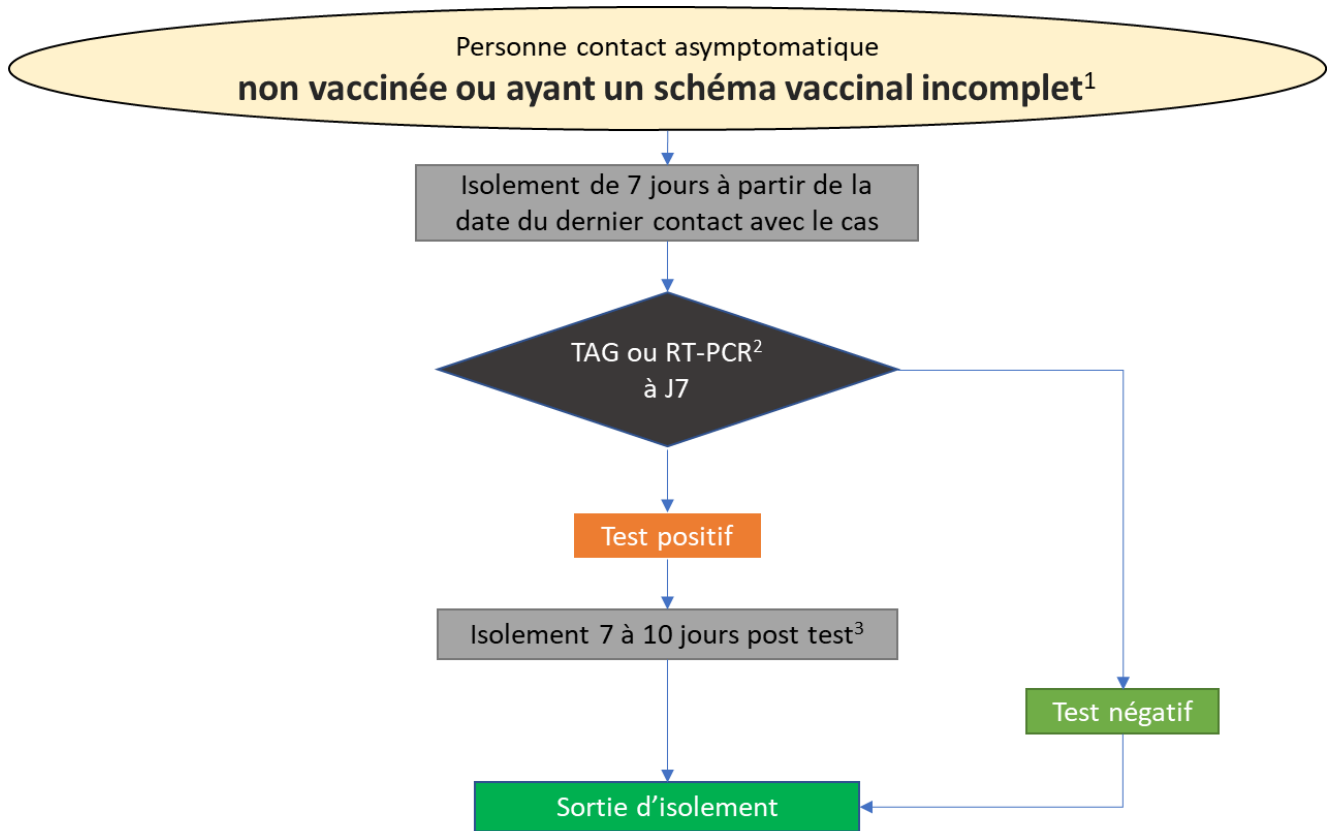 Personne contact asymptomatique
non vaccinée ou ayant un schéma vaccinal incomplet¹
Isolement de 7 jours à partir de la
date du dernier contact avec le cas
TAG ou RT-PCR²
à J7
Test positif
Isolement 7 à 10 jours post test³
Test négatif
Sortie d’isolement